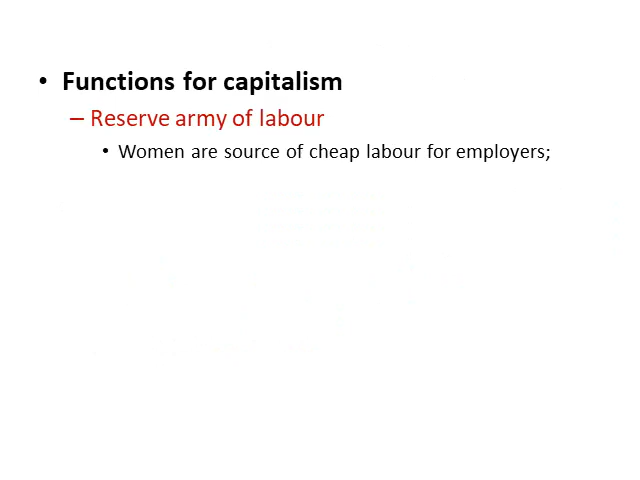 • Functions for capitalism
– Reserve army of labour
• Women are source of cheap labour for employers;